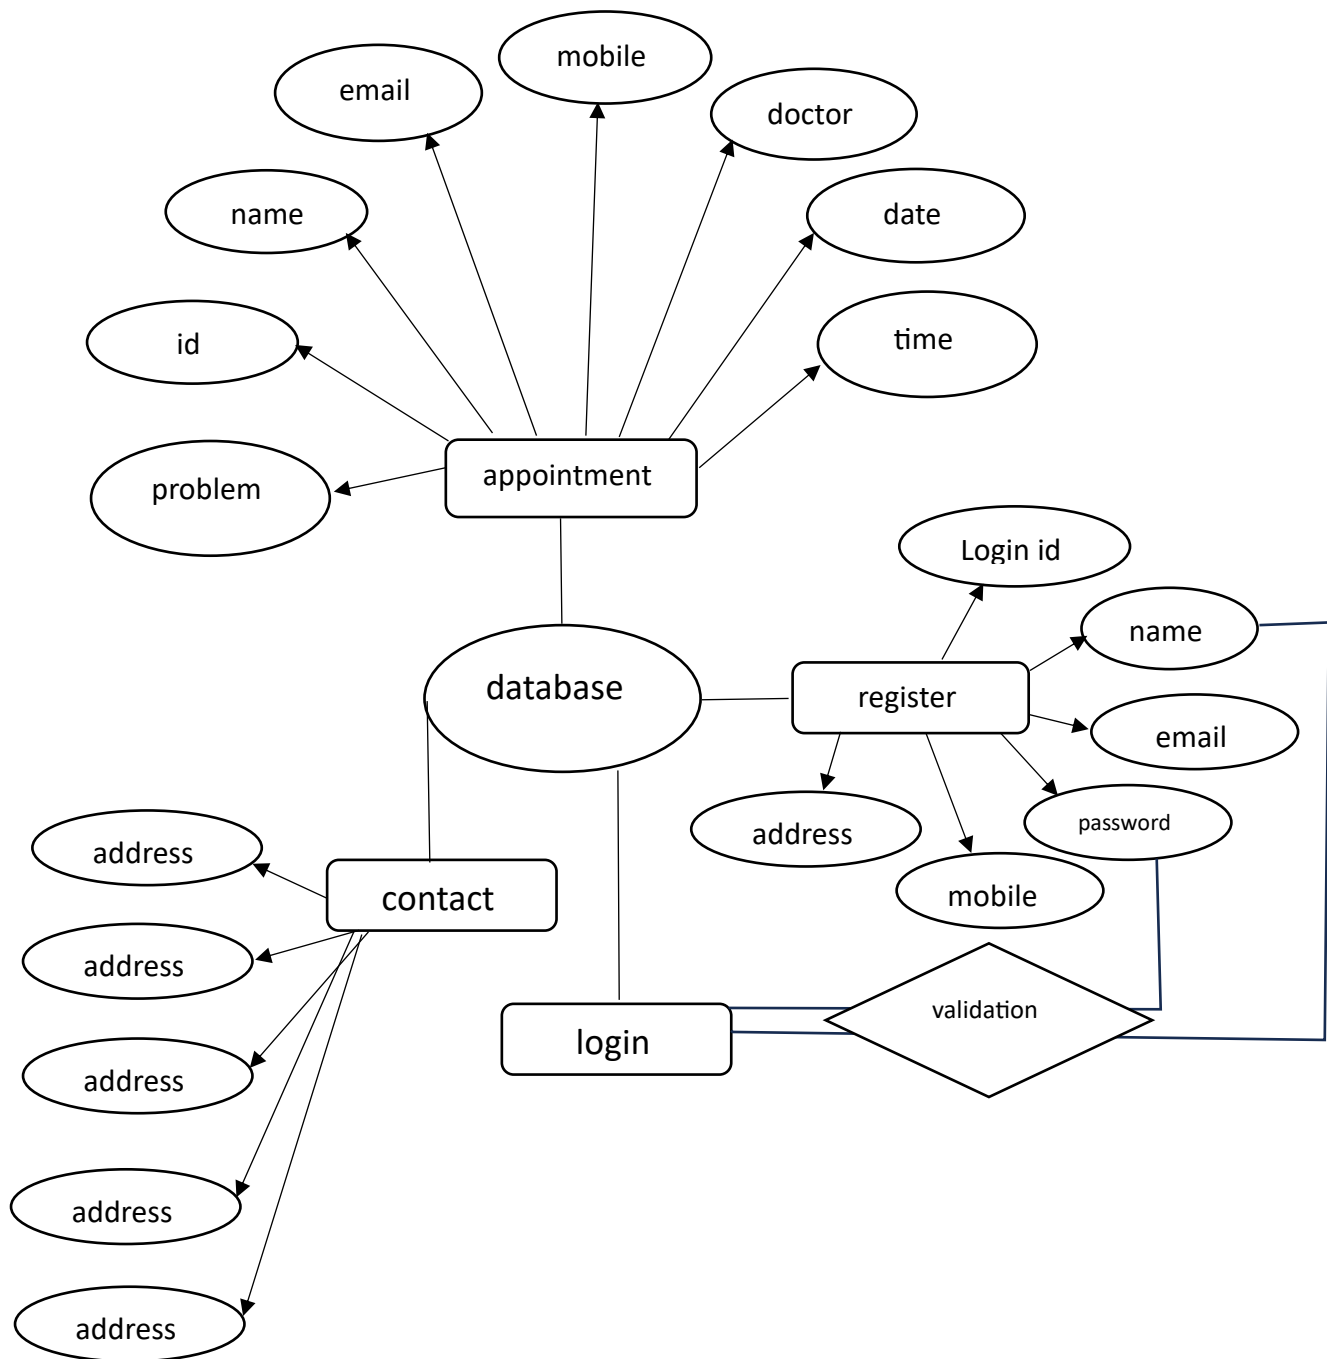 mobile
email
doctor
name
date
id
time
problem
appointment
Login id
name
database
register
email
address
password
mobile
address
contact
address
validation
login
address
address
address